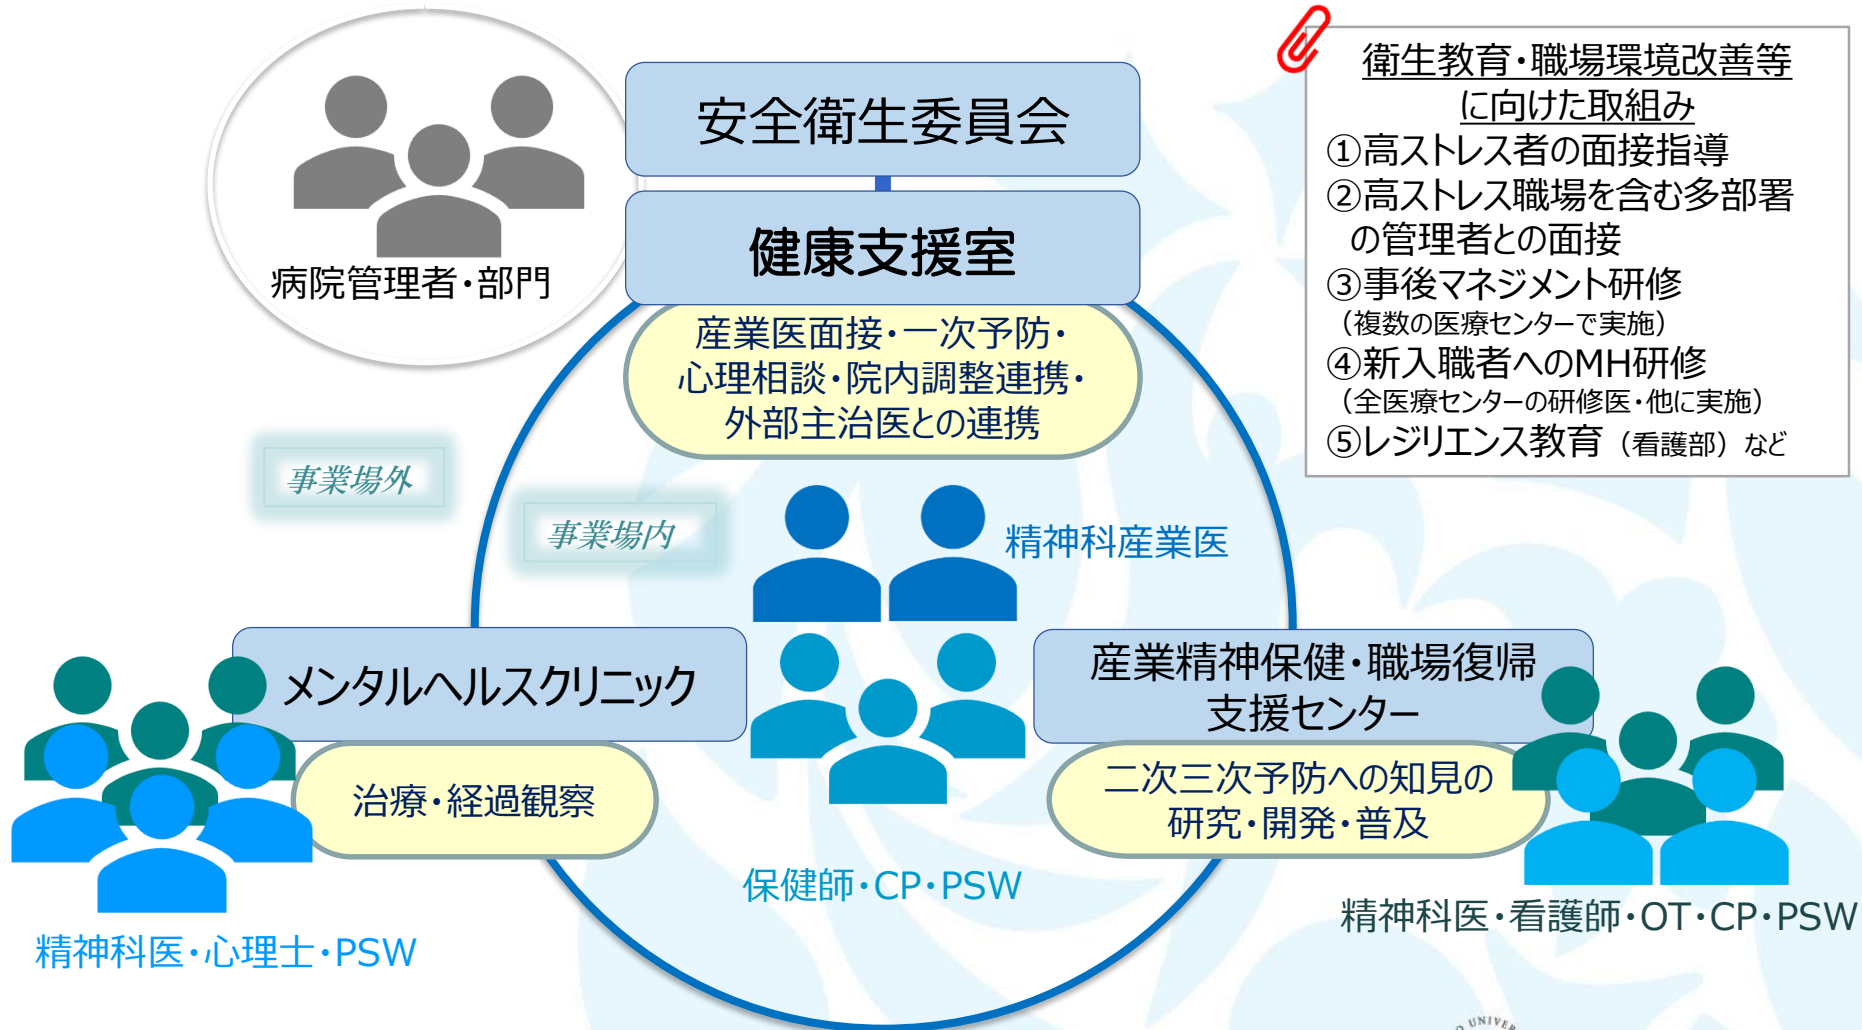 安全衛生委員会
健康支援室
病院管理者・部門
産業医面接・一次予防・
心理相談・院内調整連携・
外部主治医との連携
衛生教育・職場環境改善等
に向けた取組み
①高ストレス者の面接指導
②高ストレス職場を含む多部署
の管理者との面接
③事後マネジメント研修
（複数の医療センターで実施）
④新入職者へのMH研修
（全医療センターの研修医・他に実施）
⑤レジリエンス教育（看護部）など
事業場外
事業場内
精神科産業医
メンタルヘルスクリニック
治療・経過観察
精神科医・心理士・PSW
保健師・CP・PSW
産業精神保健・職場復帰
支援センター
二次三次予防への知見の
研究・開発・普及
精神科医・看護師・OT・CP・PSW